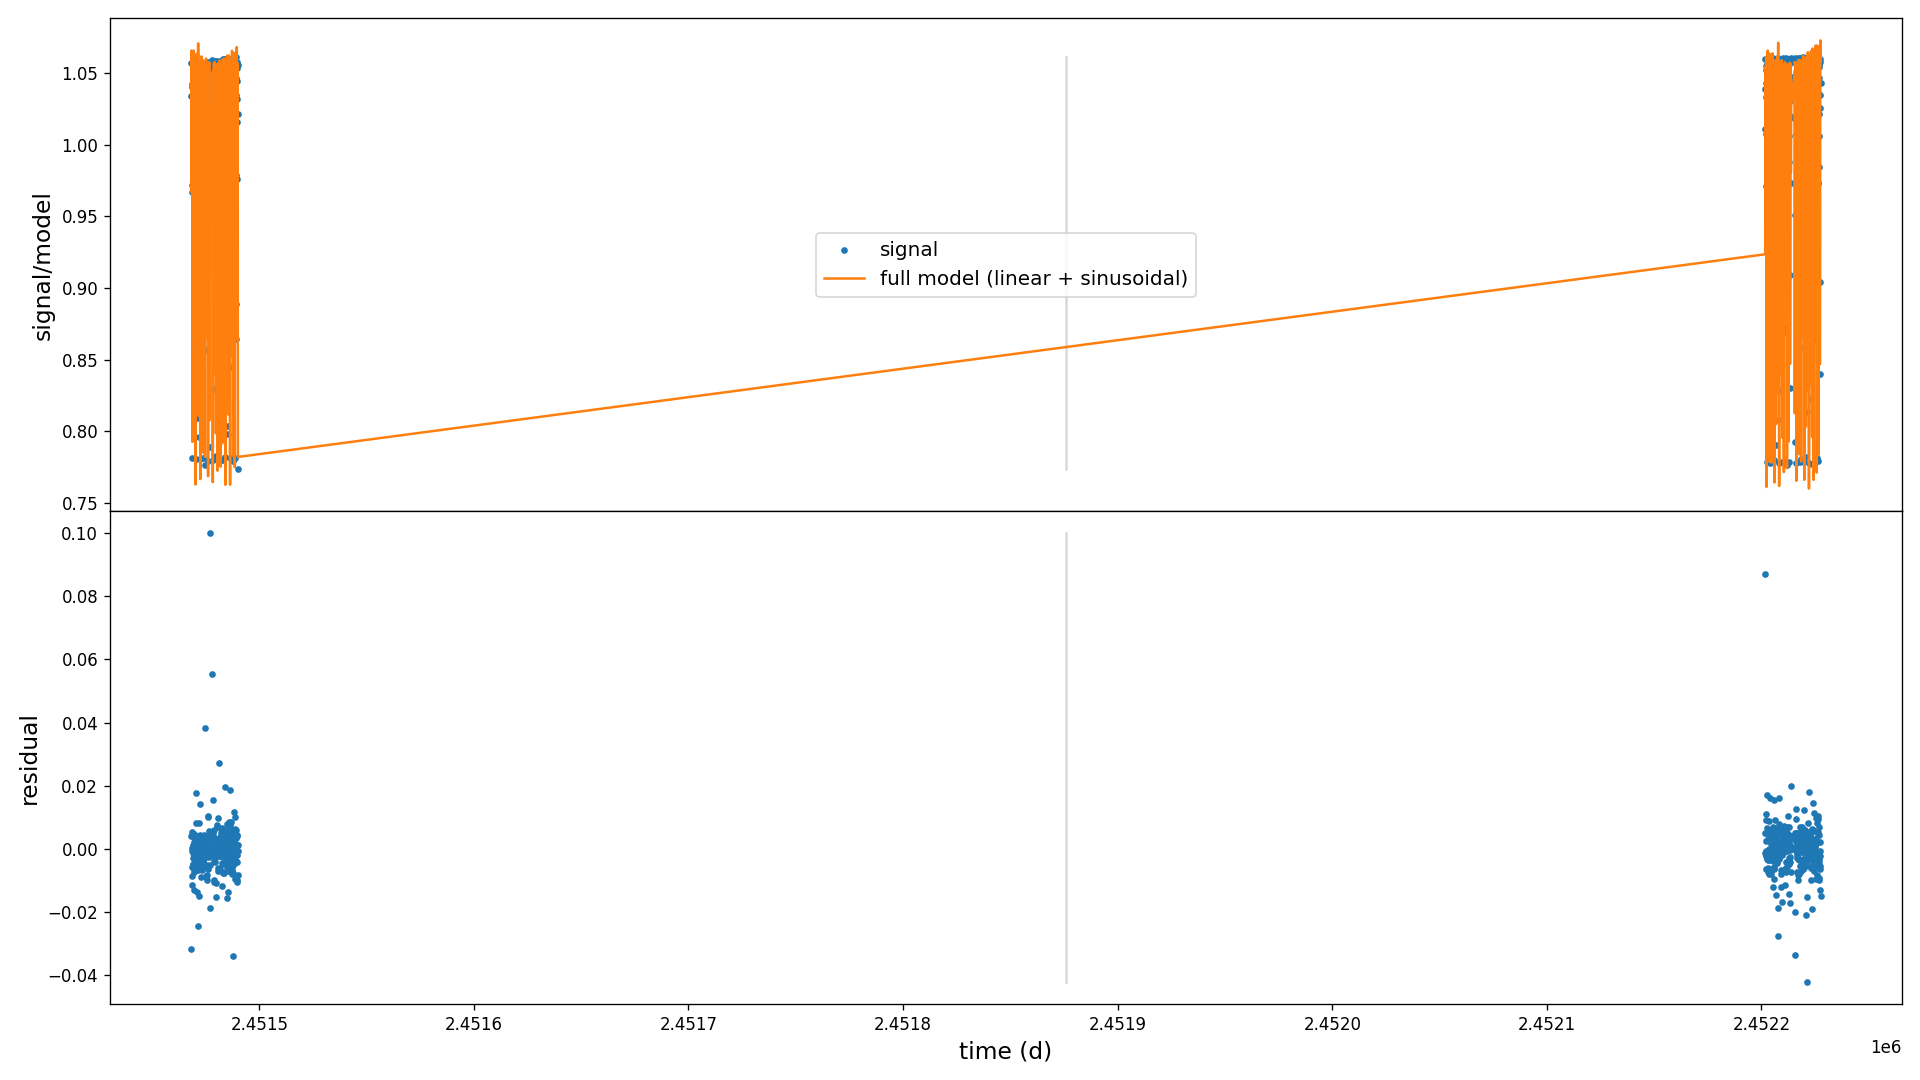 1.05
1.00
0.95
0.90
0.85
0.80
0.75
signal/model
signal
full model (linear + sinusoidal)
0.10
0.08
0.06
0.04
0.02
0.00
−0.02
−0.04
residual
2.4515 2.4516 2.4517 2.4518 2.4519 2.4520 2.4521 2.4522
1e6
time (d)